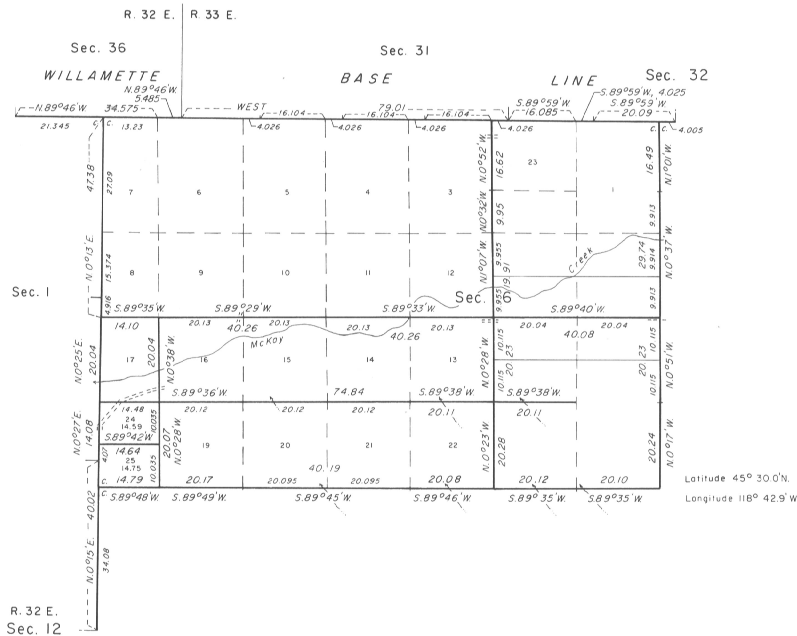 R. 32 E. R. 33 E.
Sec. 36 Sec. 31
WILLAMETTE BASE LINE Sec. 32
N.89°46'W. 5.485
S.89°59'W, 4.025
N.89°46'W. 34.575 WEST 79.01 S.89°59'W. S.89°59'W.
16.104 16.104 16.104 16.085 20.09
21.345 C. C. 13.23 4.026 4.026 4.026 4.026 C. C. 4.005
47.38 27.09 N.0°52'W. 16.62 23 16.49 N.1°01'W.
7 6 5 4 3 1
N.0°32'W. 9.95 9.913
N.0°13'E. 15.374 N.1°07'W. 9.955 19.91 Creek 29.74 9.914 N.0°37'W.
8 9 10 11 12
Sec. 1 4.916 9.955 Sec. 6 9.913
S.89°35'W. S.89°29'W. S.89°33'W. S.89°40'W.
14.10 20.13 20.13 20.13 20.13 20.04 20.04
40.26 40.26 40.08
N.0°25'E. 20.04 20.04 N.0°38'W. McKay N.0°28'W. 10.115 20.23 10.115 20.23 10.115 10.115 N.0°51'W.
17 16 15 14 13
S.89°36'W. 74.84 S.89°38'W. S.89°38'W.
14.48 20.12 20.12 20.12 20.11 20.11
24
14.59 10.035
S.89°42'W.
N.0°27'E. 14.08 20.07 N.0°28'W. 19 20 21 22 N.0°23'W. 20.28 20.24 N.0°17'W.
14.64
25
4.07 14.75 10.035 40.19
C. 14.79 20.17 20.095 20.095 20.08 20.12 20.10 Latitude 45° 30.0'N.
C. S.89°48'W. S.89°49'W. S.89°45'W. S.89°46'W. S.89°35'W. S.89°35'W. Longitude 118° 42.9'W
40.02
N.0°15'E. 34.08
R. 32 E.
Sec. 12